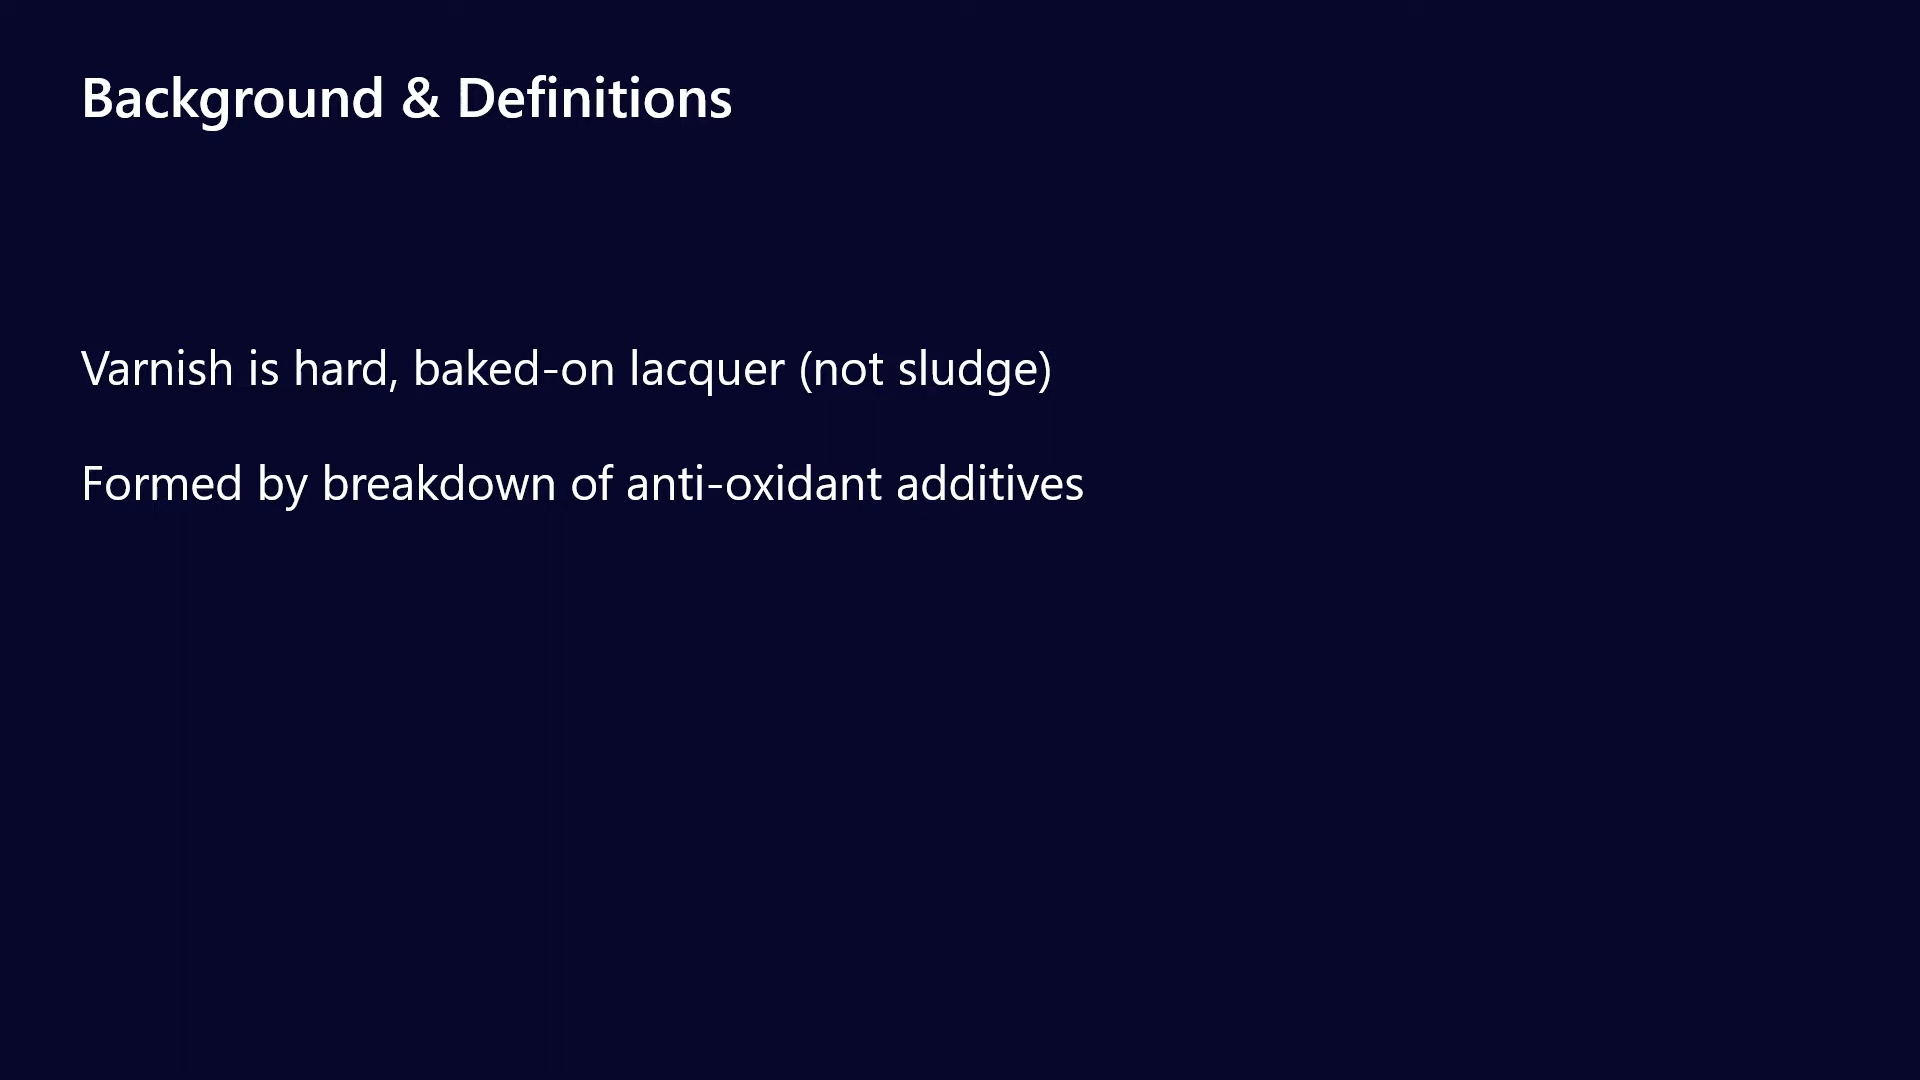 Background & Definitions
Varnish is hard, baked-on lacquer (not sludge)
Formed by breakdown of anti-oxidant additives